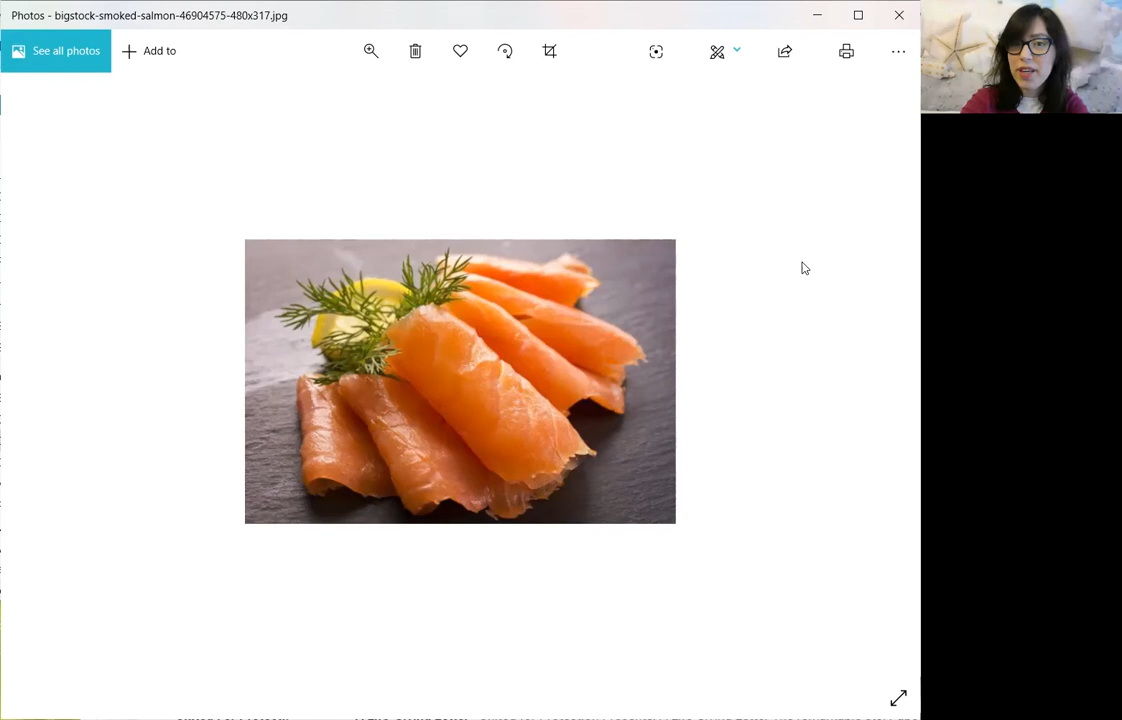 Photos - bigstock-smoked-salmon-46904575-480x317.jpg
See all photos
Add to